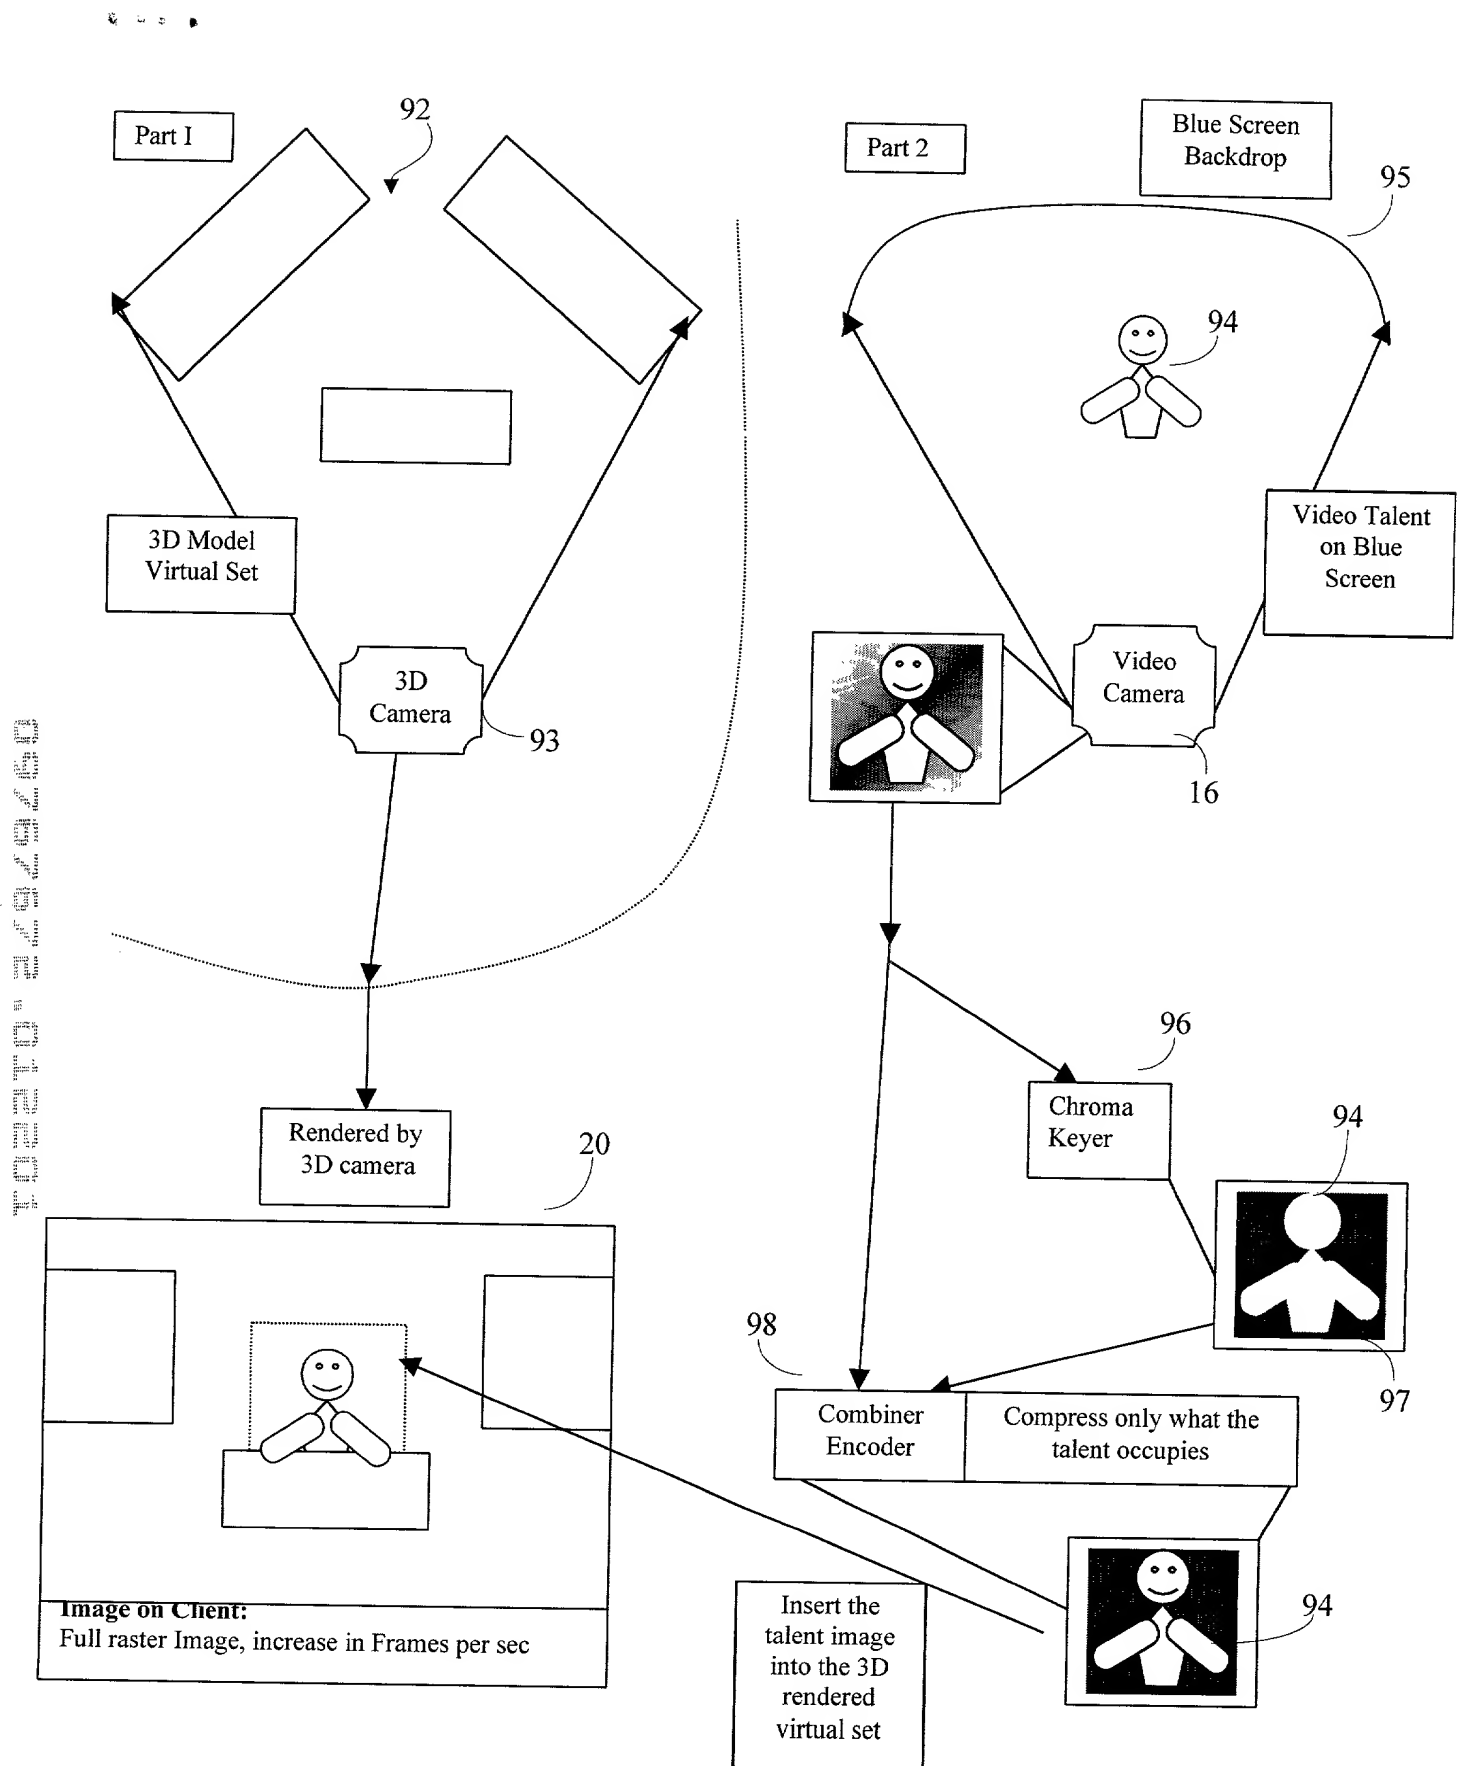 Part I
92
3D Model
Virtual Set
3D
Camera
93
Rendered by
3D camera
20
Image on Client:
Full raster Image, increase in Frames per sec
Part 2
Blue Screen
Backdrop
95
94
Video Talent
on Blue
Screen
Video
Camera
16
96
Chroma
Keyer
94
97
98
Combiner
Encoder
Compress only what the
talent occupies
Insert the
talent image
into the 3D
rendered
virtual set
94